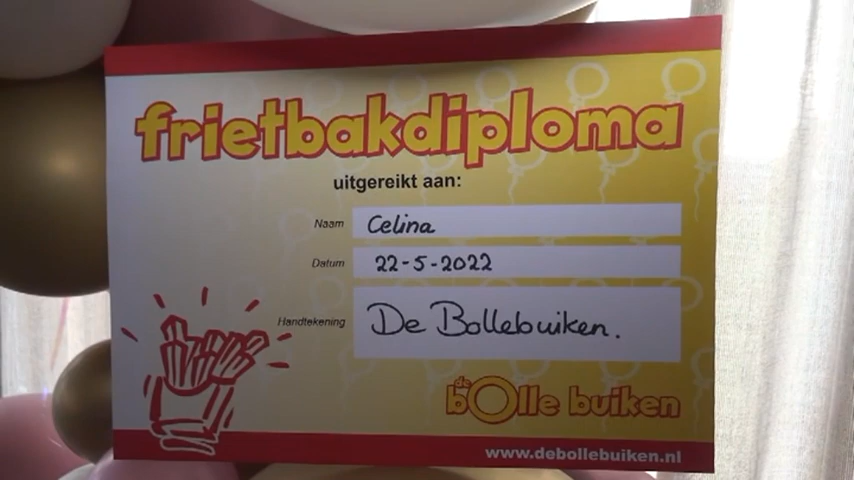 frietbakdiploma
uitgereikt aan:
Naam Celina
Datum 22-5-2022
Handtekening De Bollebuiken.
de bOlle buiken
www.debollebuiken.nl